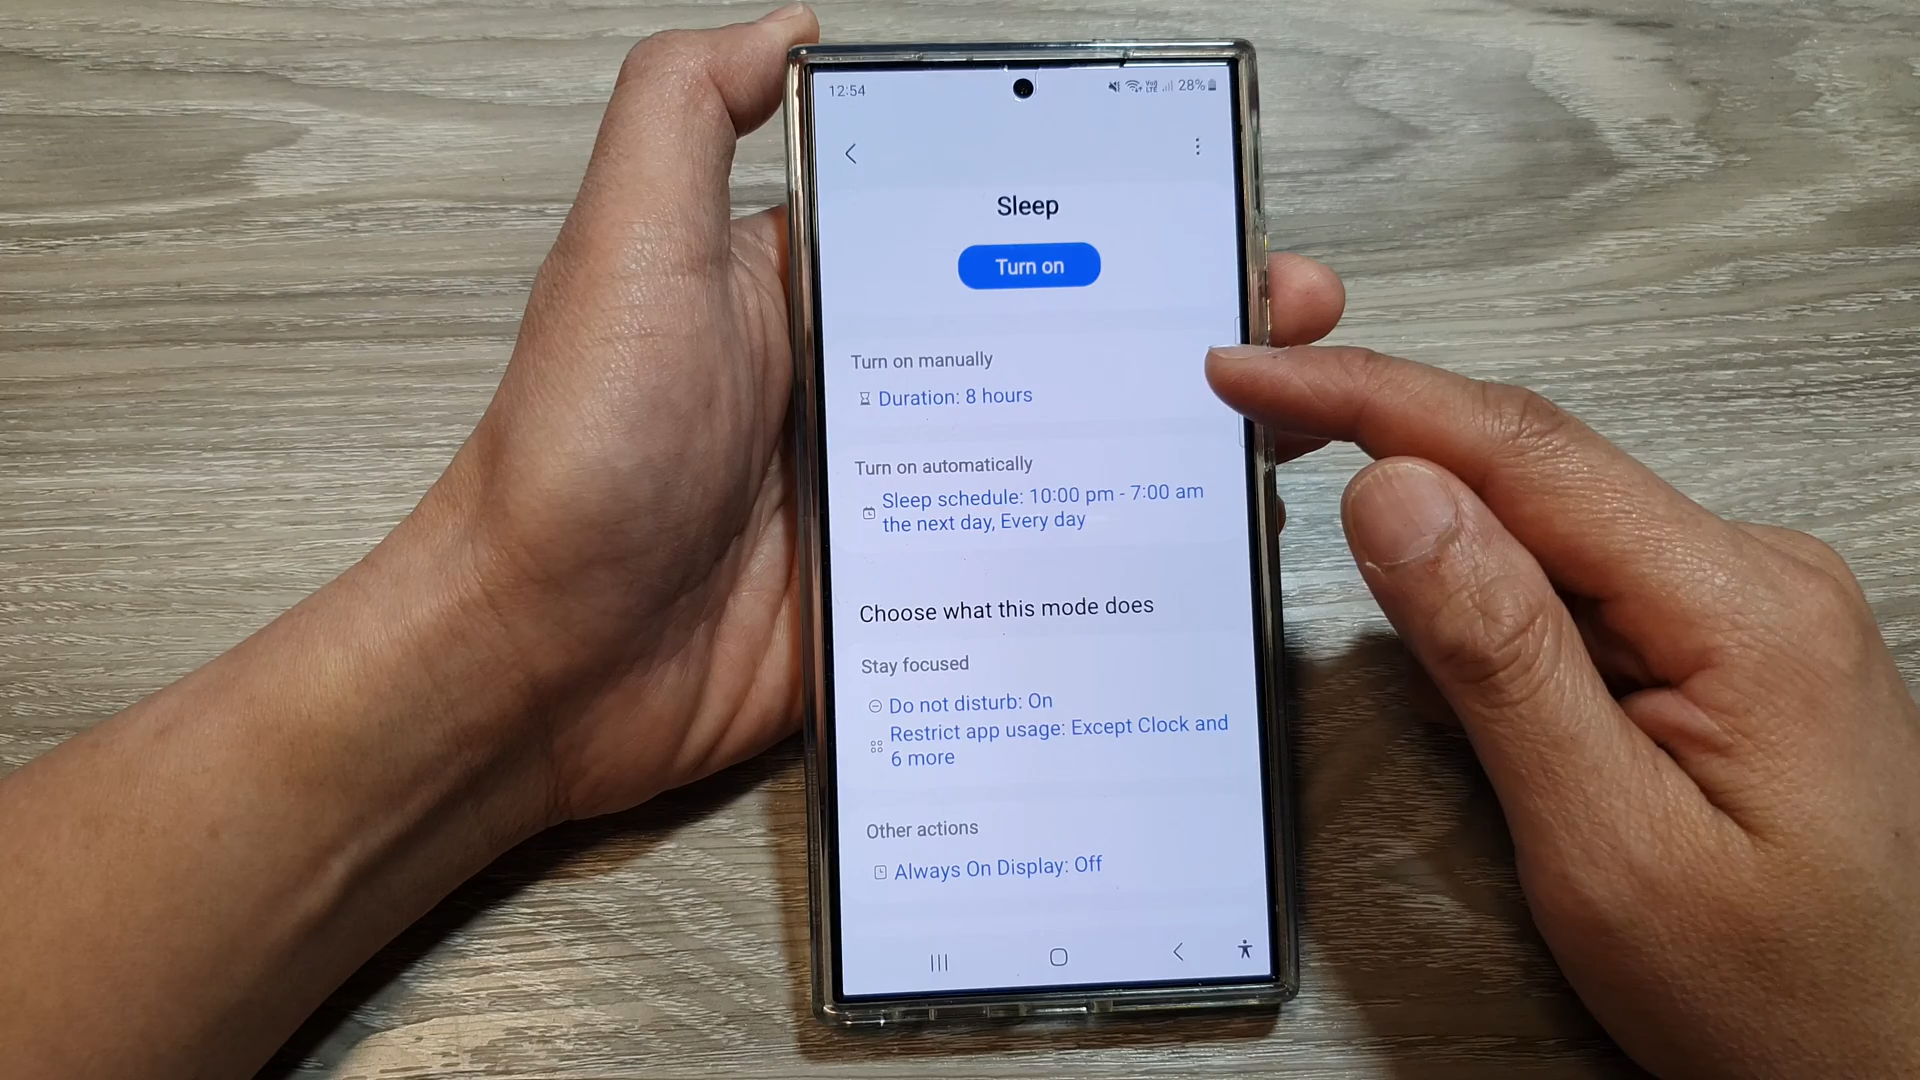 12:54
Vo)) LTE 28%
Sleep
Turn on
Turn on manually
Duration: 8 hours
Turn on automatically
Sleep schedule: 10:00 pm - 7:00 am
the next day, Every day
Choose what this mode does
Stay focused
Do not disturb: On
Restrict app usage: Except Clock and
6 more
Other actions
Always On Display: Off